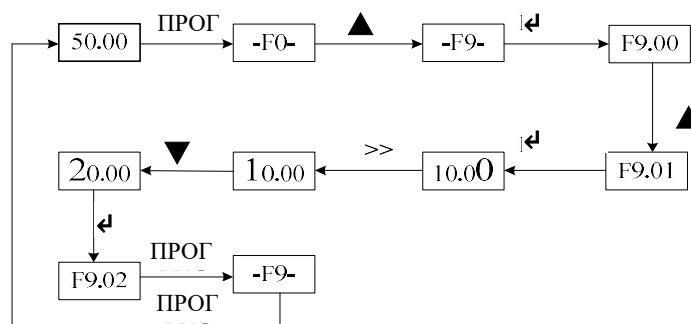 ПРОГ
50.00 -F0- ▲ -F9- ↵ F9.00
▲
20.00 ▼ 10.00 >> 10.00 ↵ F9.01
↵
ПРОГ
F9.02 -F9-
ПРОГ